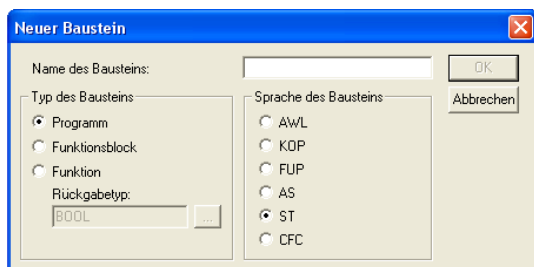 Neuer Baustein
Name des Bausteins:
OK
Abbrechen
Typ des Bausteins
Programm
Funktionsblock
Funktion
Rückgabetyp:
BOOL
...
Sprache des Bausteins
AWL
KOP
FUP
AS
ST
CFC